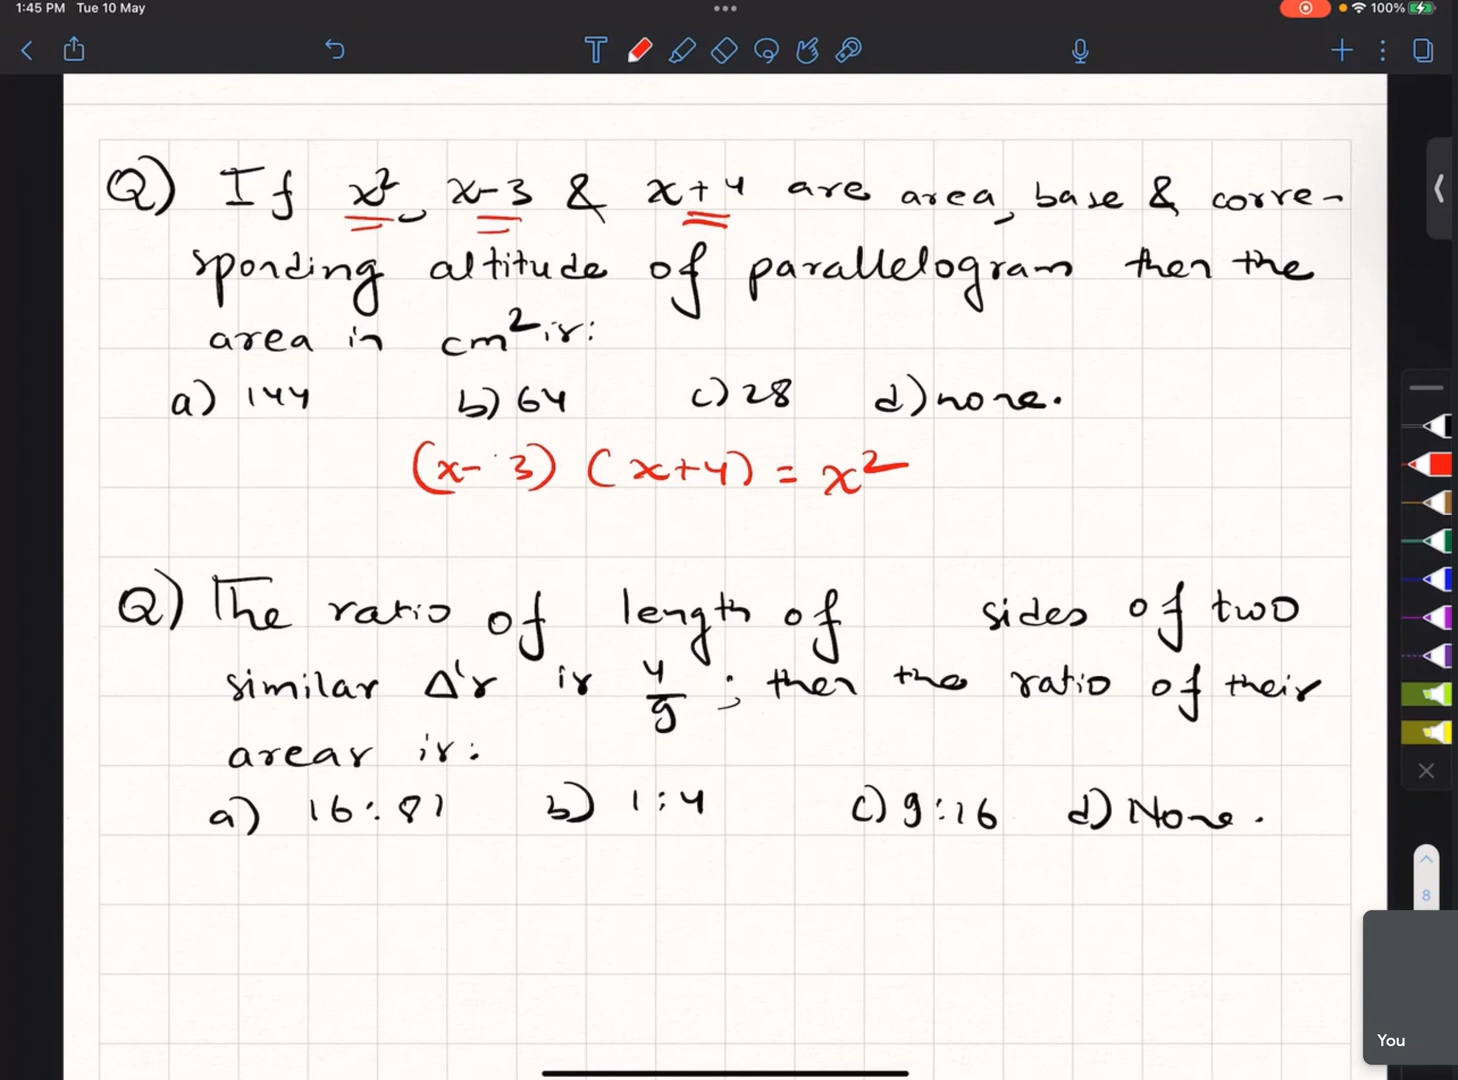 1:45 PM Tue 10 May
100%
Q) If x², x-3 & x+4 are area, base & corre-
sponding altitude of parallelogram then the
area in cm² is:
a) 144 b) 64 c) 28 d) none.
(x-3) (x+4) = x²
Q) The ratio of length of sides of two
similar Δ's is 4/9 ; then the ratio of their
areas is:
a) 16:81 b) 1:4 c) 9:16 d) None.
8
You